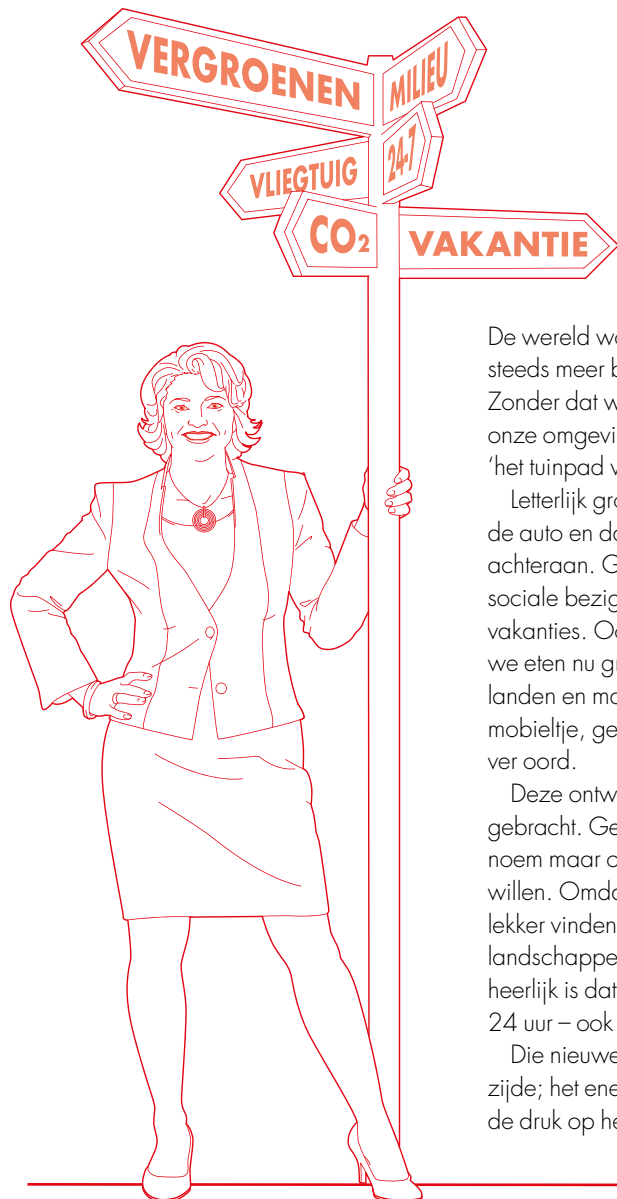 VERGROENEN
MILIEU
VLIEGTUIG
24-7
CO₂
VAKANTIE
De wereld wo
steeds meer b
Zonder dat w
onze omgevi
‘het tuinpad v
Letterlijk gro
de auto en da
achteraan. G
sociale bezig
vakanties. Oo
we eten nu gr
landen en ma
mobieltje, ge
ver oord.
Deze ontw
gebracht. Ge
noem maar o
willen. Omda
lekker vinden
landschappe
heerlijk is dat
24 uur – ook
Die nieuwe
zijde; het ene
de druk op he